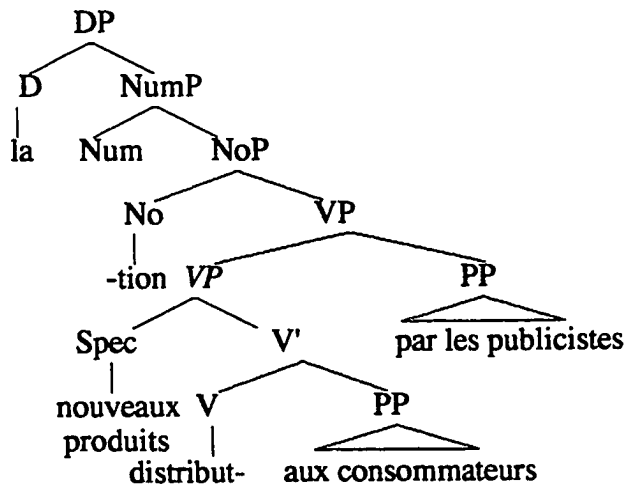 DP
D NumP
la Num NoP
No VP
-tion VP PP
Spec V' par les publicistes
nouveaux V PP
produits
distribut- aux consommateurs